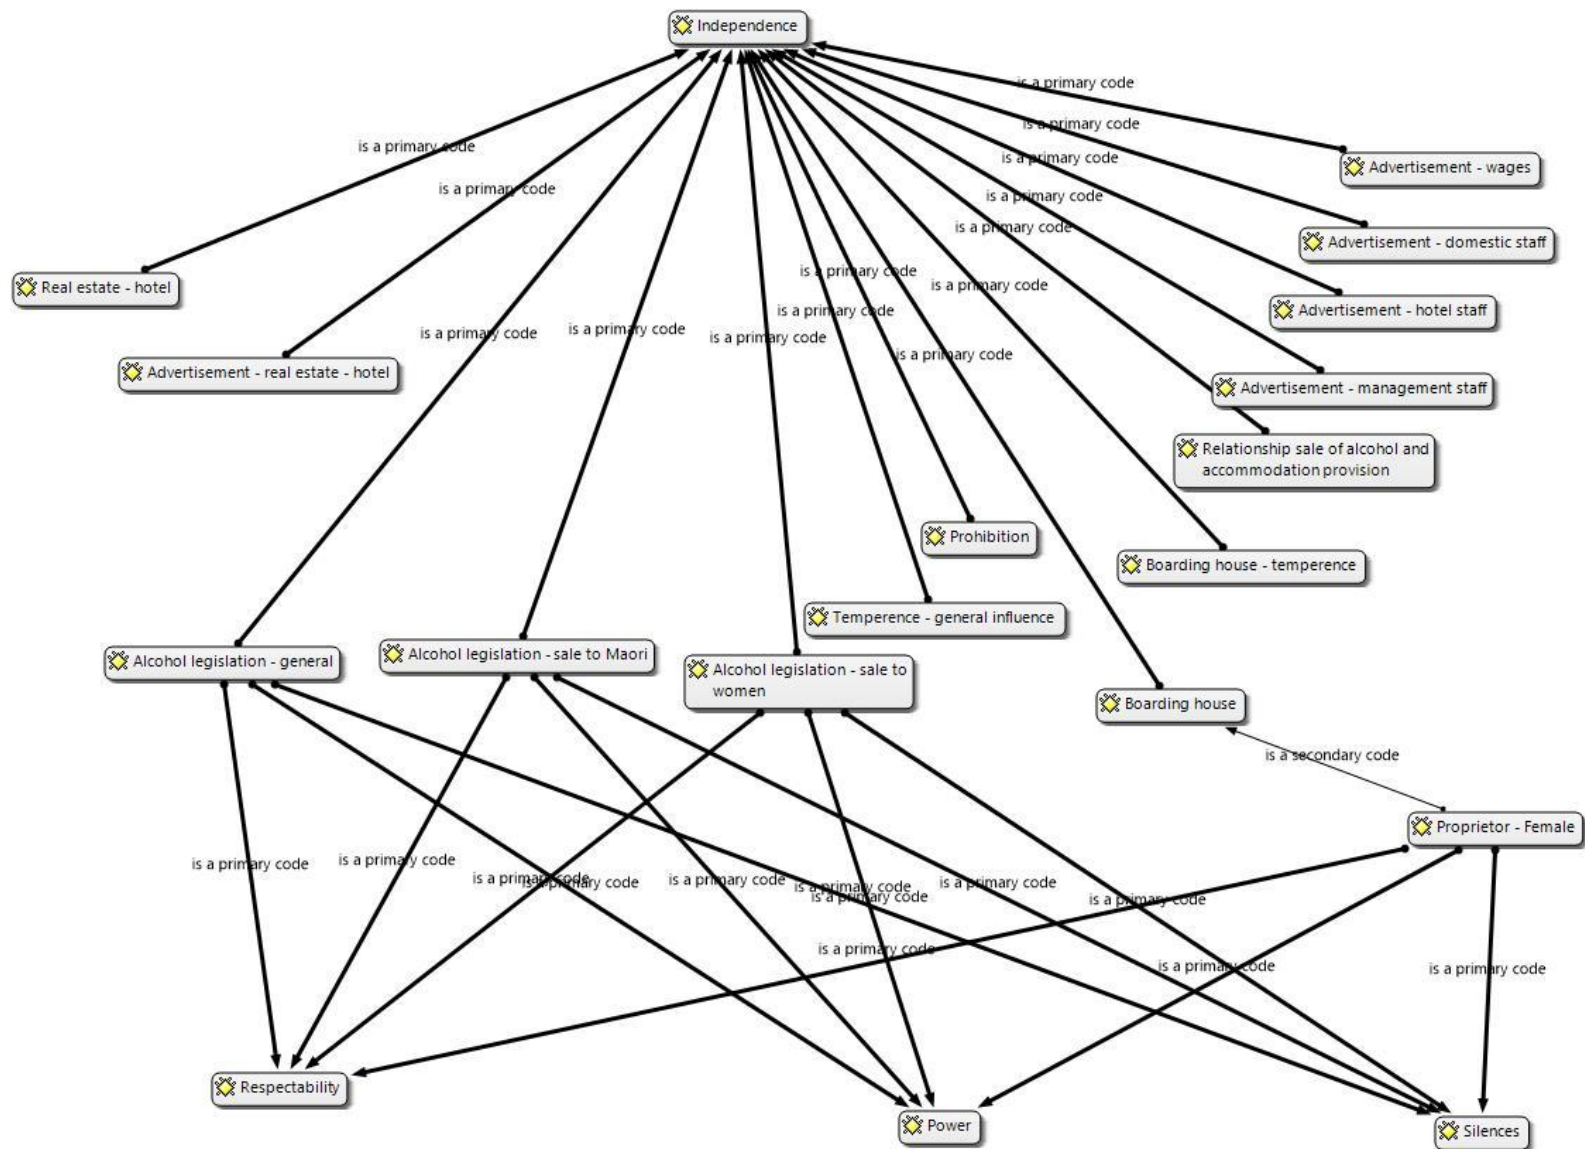 Independence
is a primary code
is a primary code
is a primary code
is a primary code
Advertisement - wages
is a primary code
is a primary code
is a primary code
Advertisement - domestic staff
is a primary code
is a primary code
Real estate - hotel
is a primary code
Advertisement - hotel staff
is a primary code
is a primary code
is a primary code
is a primary code
is a primary code
Advertisement - real estate - hotel
Advertisement - management staff
Relationship sale of alcohol and
accommodation provision
Prohibition
Boarding house - temperence
Temperence - general influence
Alcohol legislation - general
Alcohol legislation - sale to Maori
Alcohol legislation - sale to
women
Boarding house
is a secondary code
Proprietor - Female
is a primary code
is a primary code
is a primary code
is a primary code
is a primary code
is a primary code
is a primary code
is a primary code
is a primary code
is a primary code
is a primary code
is a primary code
Respectability
Power
Silences